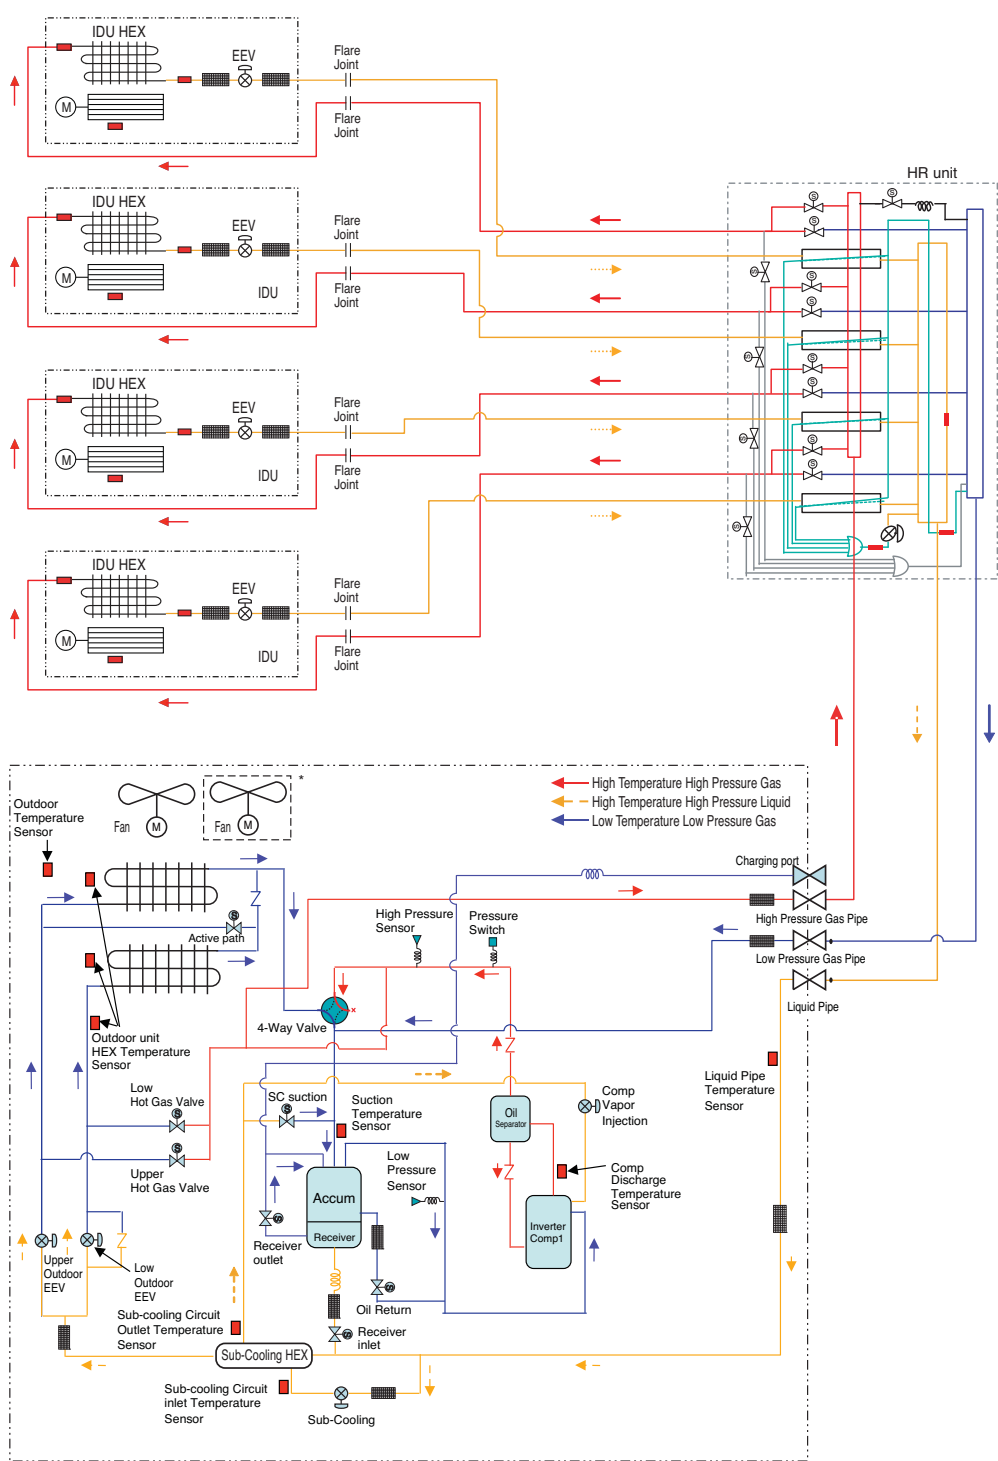 IDU HEX
EEV
M
Flare
Joint
Flare
Joint
HR unit
IDU HEX
EEV
M
IDU
Flare
Joint
Flare
Joint
IDU HEX
EEV
M
IDU
Flare
Joint
Flare
Joint
IDU HEX
EEV
M
IDU
Flare
Joint
Flare
Joint
S
S
S
S
S
S
S
S
S
S
S
S
S
*
High Temperature High Pressure Gas
High Temperature High Pressure Liquid
Low Temperature Low Pressure Gas
Outdoor
Temperature
Sensor
Fan
M
Fan
M
Charging port
High Pressure Gas Pipe
Low Pressure Gas Pipe
Liquid Pipe
High Pressure
Sensor
Pressure
Switch
S
Active path
4-Way Valve
Outdoor unit
HEX Temperature
Sensor
Low
Hot Gas Valve
S
S
Upper
Hot Gas Valve
SC suction
S
Suction
Temperature
Sensor
Oil
Separator
Comp
Vapor
Injection
Liquid Pipe
Temperature
Sensor
Low
Pressure
Sensor
Comp
Discharge
Temperature
Sensor
Accum
Receiver
Inverter
Comp1
S
Receiver
outlet
S
Oil Return
S
Receiver
inlet
Upper
Outdoor
EEV
Low
Outdoor
EEV
Sub-cooling Circuit
Outlet Temperature
Sensor
Sub-Cooling HEX
Sub-cooling Circuit
inlet Temperature
Sensor
Sub-Cooling